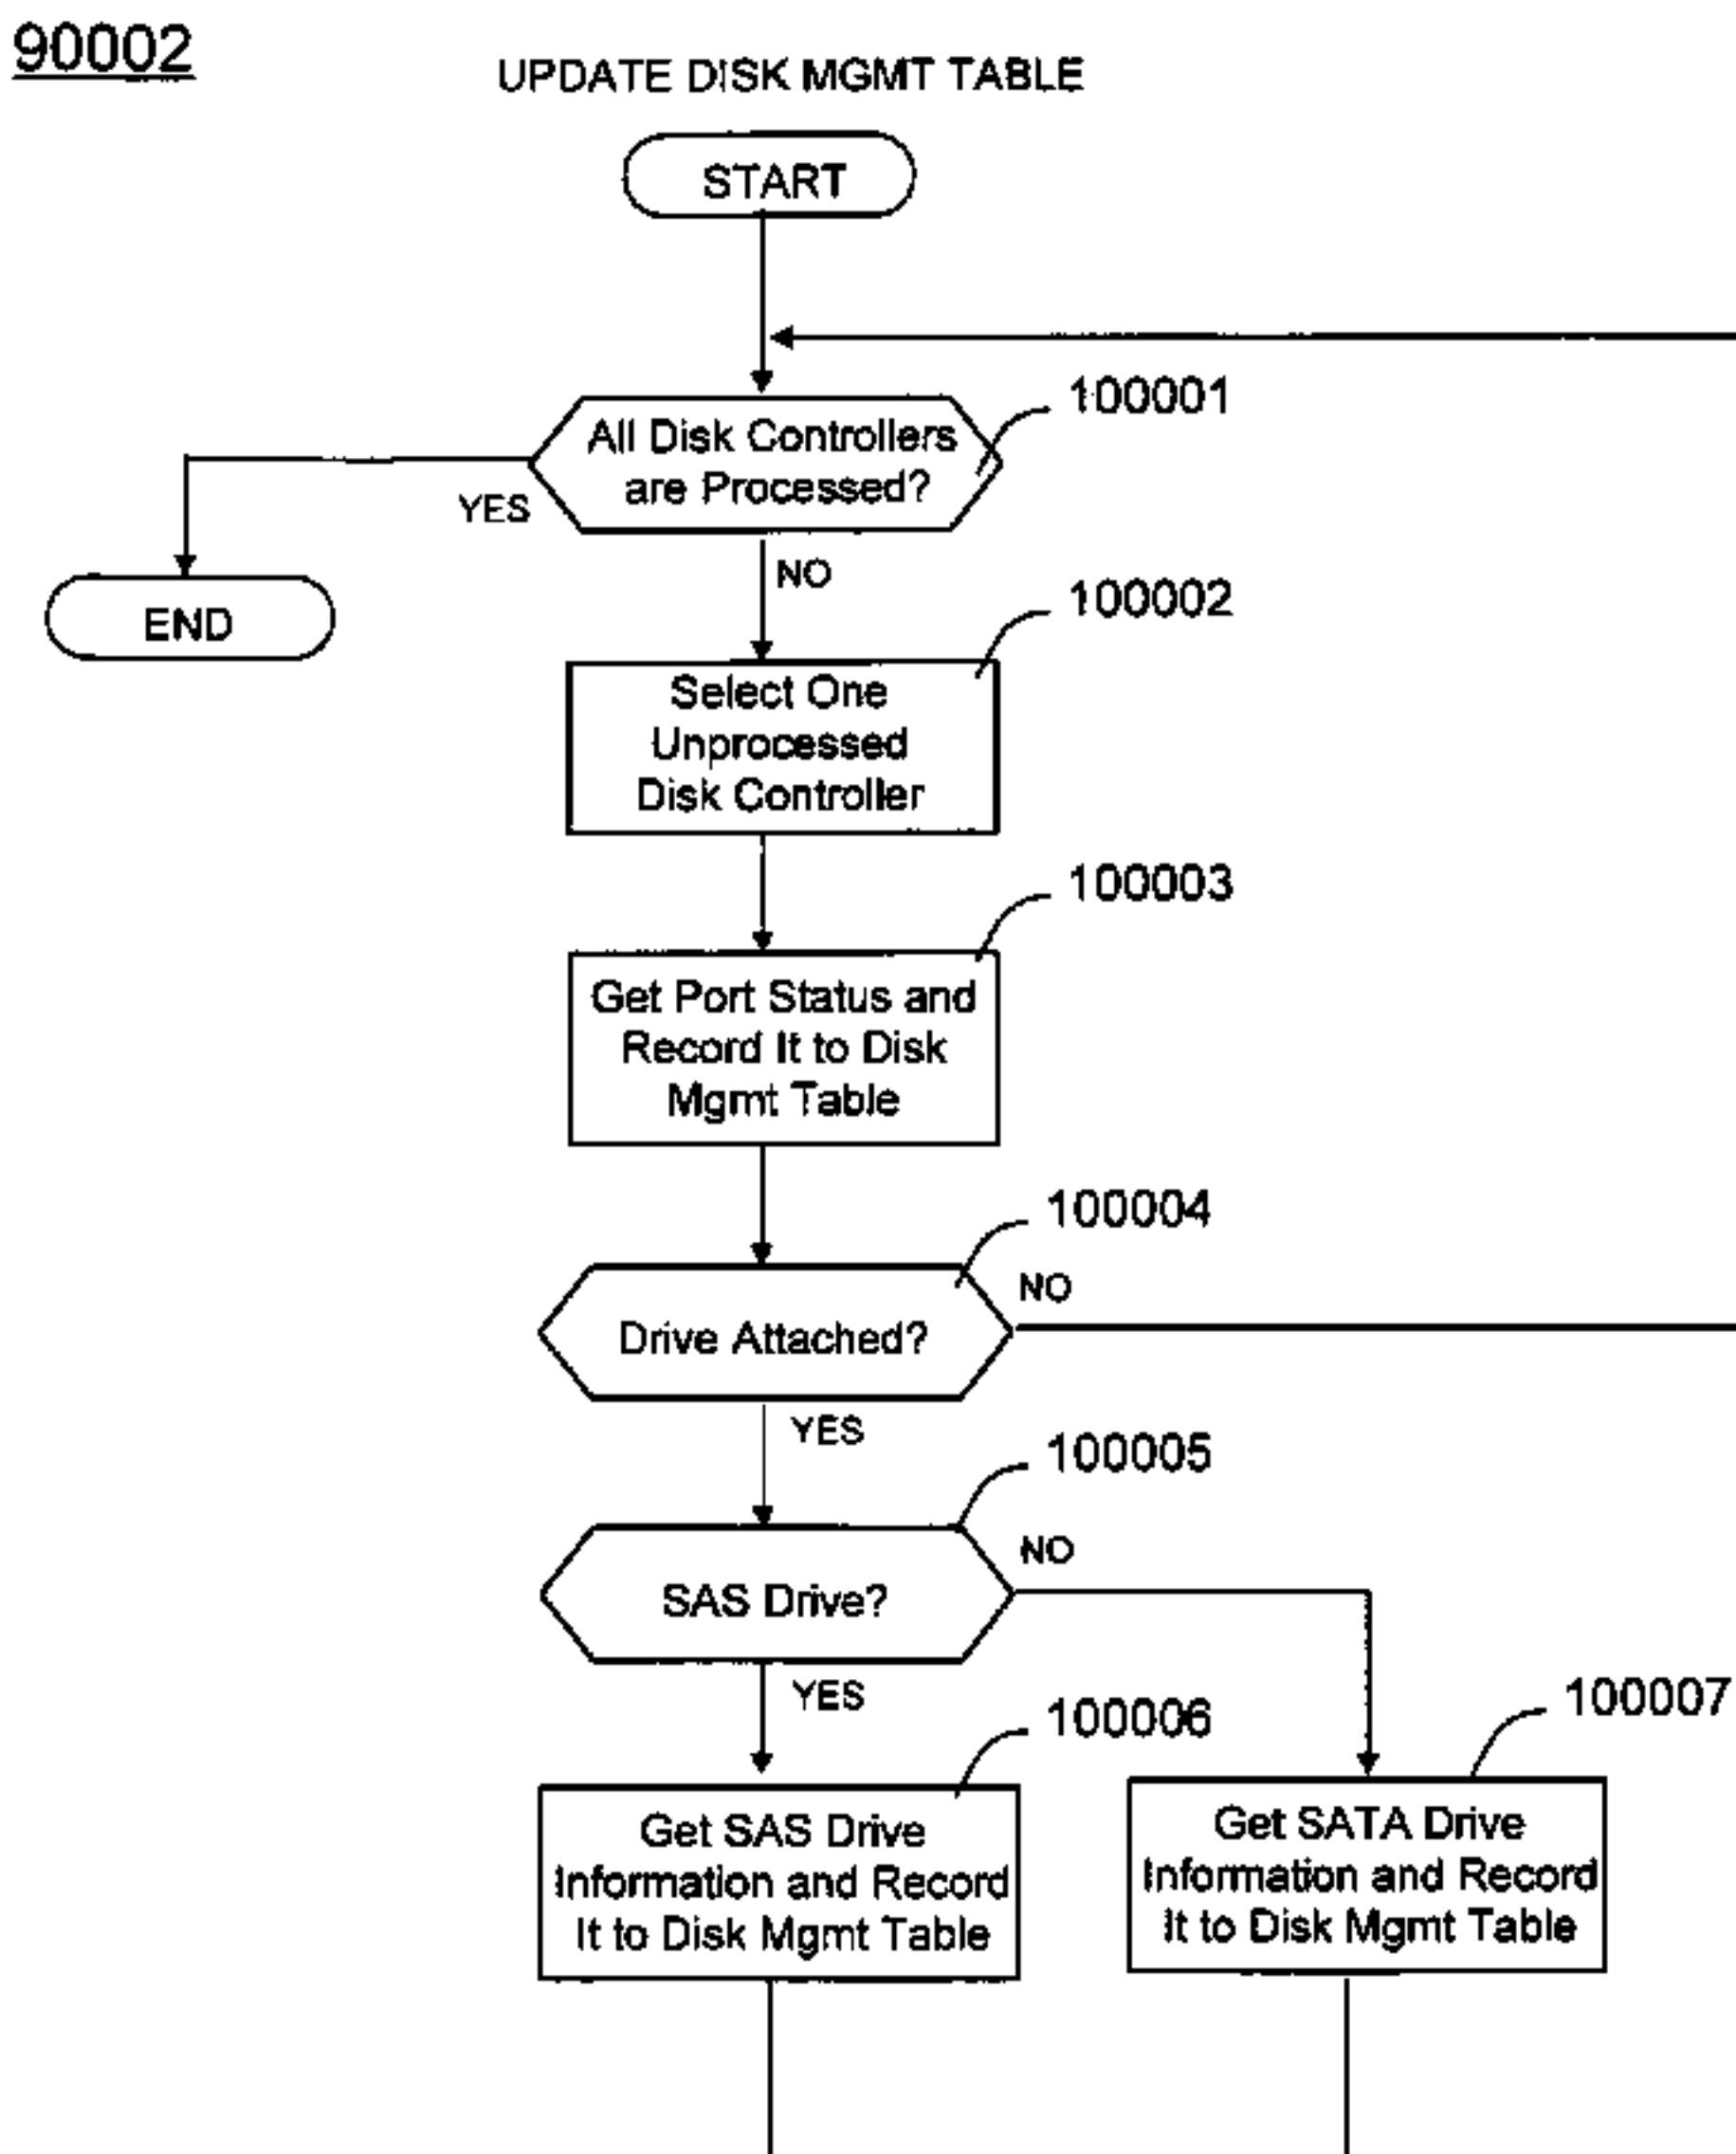 90002
UPDATE DISK MGMT TABLE
START
100001
All Disk Controllers
are Processed?
YES
NO
END
100002
Select One
Unprocessed
Disk Controller
100003
Get Port Status and
Record It to Disk
Mgmt Table
100004
NO
Drive Attached?
YES
100005
NO
SAS Drive?
YES
100006
100007
Get SAS Drive
Information and Record
It to Disk Mgmt Table
Get SATA Drive
Information and Record
It to Disk Mgmt Table